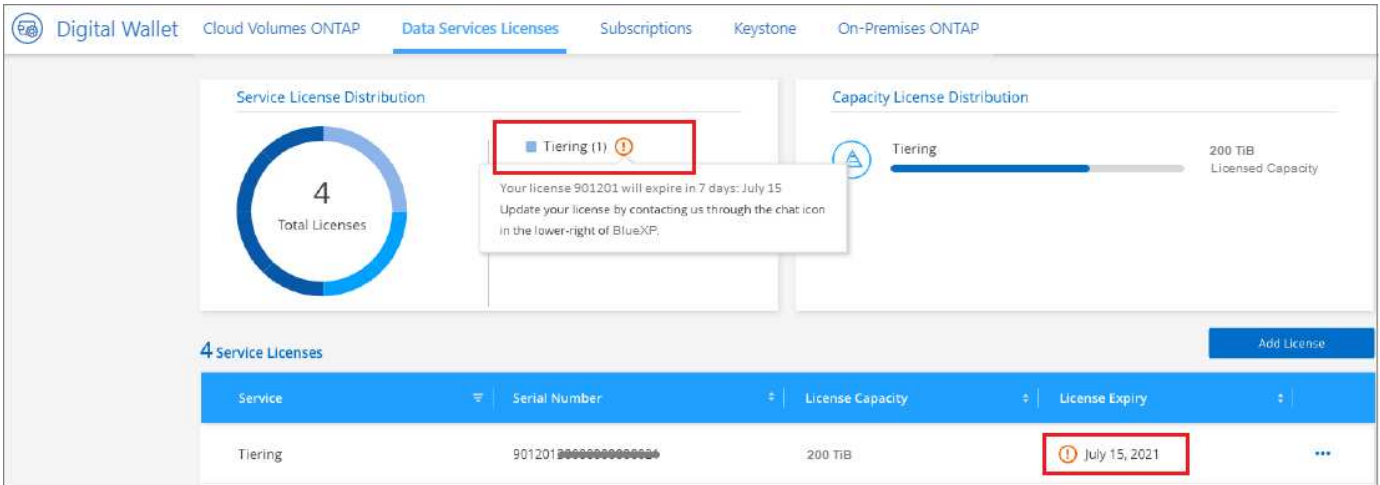 Digital Wallet Cloud Volumes ONTAP Data Services Licenses Subscriptions Keystone On-Premises ONTAP
Service License Distribution
4
Total Licenses
Tiering (1)
Your license 901201 will expire in 7 days: July 15
Update your license by contacting us through the chat icon
in the lower-right of BlueXP.
Capacity License Distribution
Tiering
200 TiB
Licensed Capacity
4 Service Licenses
Add License
Service Serial Number License Capacity License Expiry
Tiering 901201 200 TiB July 15, 2021